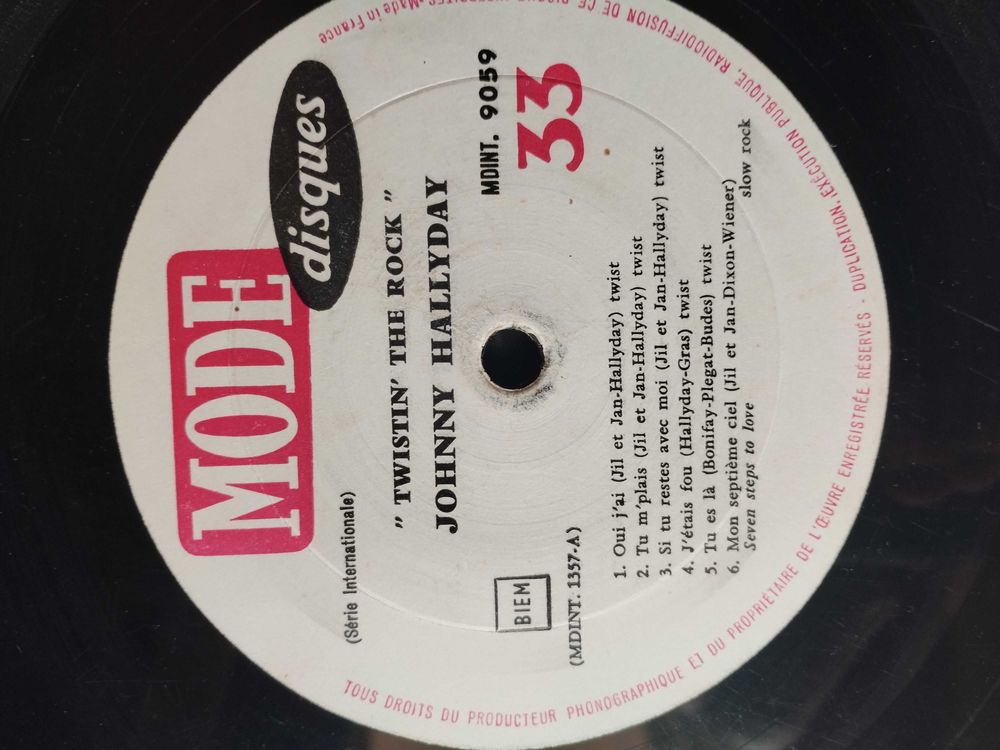 MODE
disques
(Série Internationale)
" TWISTIN' THE ROCK "
JOHNNY HALLYDAY
BIEM
MDINT. 9059
(MDINT. 1357-A)
33
1. Oui j'ai (Jil et Jan-Hallyday) twist
2. Tu m'plais (Jil et Jan-Hallyday) twist
3. Si tu restes avec moi (Jil et Jan-Hallyday) twist
4. J'étais fou (Hallyday-Gras) twist
5. Tu es là (Bonifay-Plegat-Budes) twist
6. Mon septième ciel (Jil et Jan-Dixon-Wiener)
Seven steps to love slow rock
TOUS DROITS DU PRODUCTEUR PHONOGRAPHIQUE ET DU PROPRIÉTAIRE DE L'ŒUVRE ENREGISTRÉE RÉSERVÉS - DUPLICATION, EXÉCUTION PUBLIQUE, RADIODIFFUSION DE CE DISQUE INTERDITES-Made in France